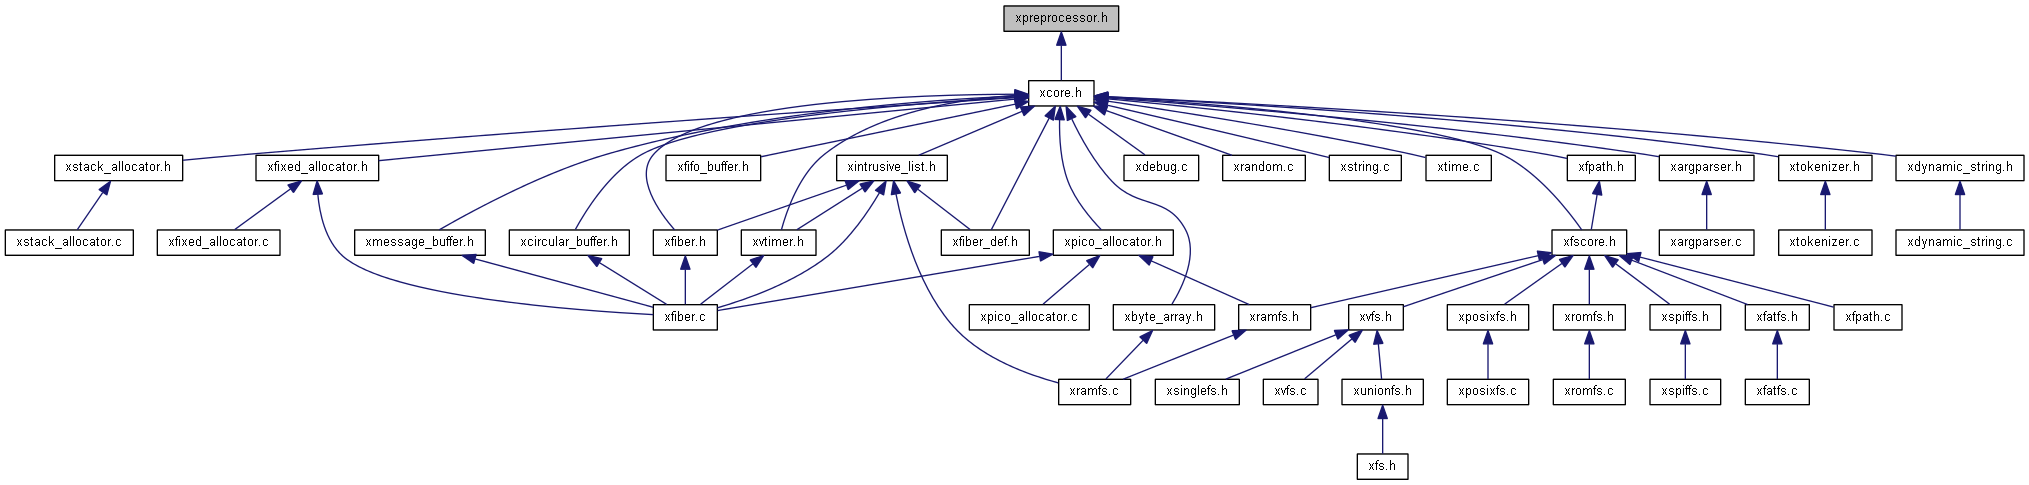 xpreprocessor.h
xcore.h
xstack_allocator.h
xfixed_allocator.h
xfifo_buffer.h
xintrusive_list.h
xdebug.c
xrandom.c
xstring.c
xtime.c
xfpath.h
xargparser.h
xtokenizer.h
xdynamic_string.h
xstack_allocator.c
xfixed_allocator.c
xmessage_buffer.h
xcircular_buffer.h
xfiber.h
xvtimer.h
xfiber_def.h
xpico_allocator.h
xfscore.h
xargparser.c
xtokenizer.c
xdynamic_string.c
xfiber.c
xpico_allocator.c
xbyte_array.h
xramfs.h
xvfs.h
xposixfs.h
xromfs.h
xspiffs.h
xfatfs.h
xfpath.c
xramfs.c
xsinglefs.h
xvfs.c
xunionfs.h
xposixfs.c
xromfs.c
xspiffs.c
xfatfs.c
xfs.h